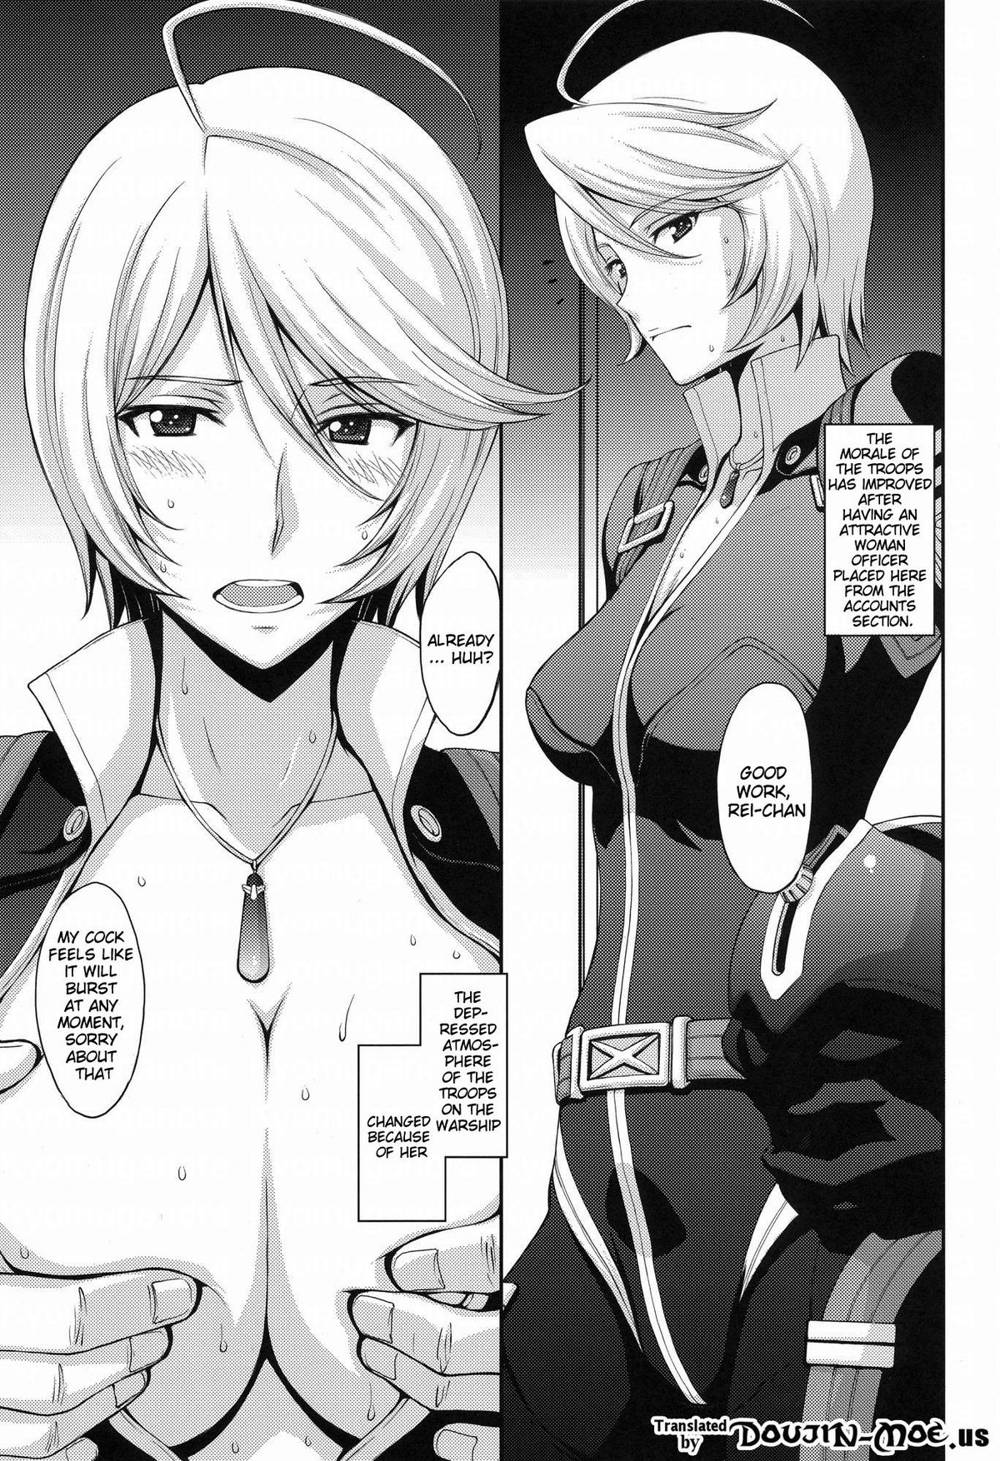 THE
MORALE OF
THE TROOPS
HAS IMPROVED
AFTER
HAVING AN
ATTRACTIVE
WOMAN
OFFICER
PLACED HERE
FROM THE
ACCOUNTS
SECTION.
GOOD
WORK,
REI-CHAN
ALREADY
... HUH?
THE
DEP-
RESSED
ATMOS-
PHERE
OF THE
TROOPS
ON THE
WARSHIP
CHANGED
BECAUSE
OF HER
MY COCK
FEELS LIKE
IT WILL
BURST
AT ANY
MOMENT,
SORRY
ABOUT
THAT
Translated
by
DOUJIN-MOE.us